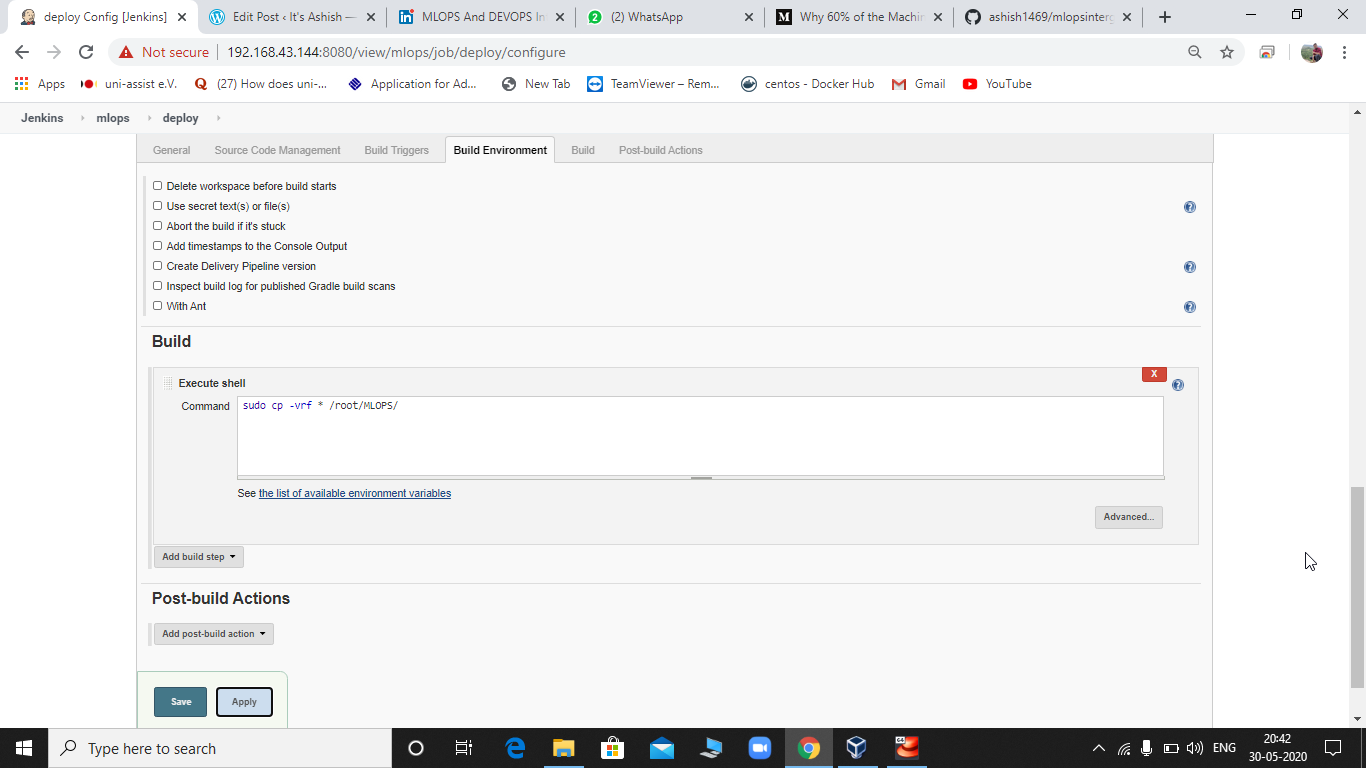 deploy Config [Jenkins]
Edit Post ‹ It's Ashish —
MLOPS And DEVOPS In
(2) WhatsApp
Why 60% of the Machin
ashish1469/mlopsinterg
Not secure
192.168.43.144:8080/view/mlops/job/deploy/configure
Apps
uni-assist e.V.
(27) How does uni-...
Application for Ad...
New Tab
TeamViewer – Rem...
centos - Docker Hub
Gmail
YouTube
Jenkins
mlops
deploy
General
Source Code Management
Build Triggers
Build Environment
Build
Post-build Actions
Delete workspace before build starts
Use secret text(s) or file(s)
Abort the build if it's stuck
Add timestamps to the Console Output
Create Delivery Pipeline version
Inspect build log for published Gradle build scans
With Ant
Build
X
Execute shell
Command
sudo cp -vrf * /root/MLOPS/
See the list of available environment variables
Advanced...
Add build step
Post-build Actions
Add post-build action
Save
Apply
Type here to search
ENG
20:42
30-05-2020